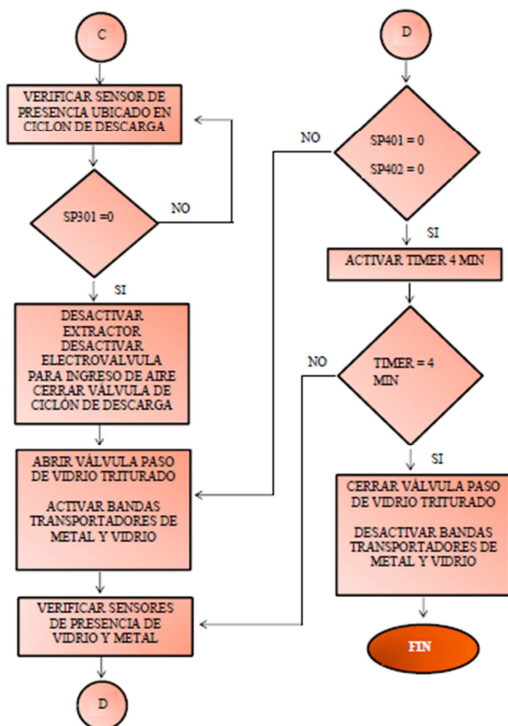 C
VERIFICAR SENSOR DE
PRESENCIA UBICADO EN
CICLÓN DE DESCARGA
SP301 =0
NO
SI
DESACTIVAR
EXTRACTOR
DESACTIVAR
ELECTROVALVULA
PARA INGRESO DE AIRE
CERRAR VÁLVULA DE
CICLÓN DE DESCARGA
ABRIR VÁLVULA PASO
DE VIDRIO TRITURADO
ACTIVAR BANDAS
TRANSPORTADORES DE
METAL Y VIDRIO
VERIFICAR SENSORES
DE PRESENCIA DE
VIDRIO Y METAL
D
D
NO
SP401 = 0
SP402 = 0
SI
ACTIVAR TIMER 4 MIN
NO
TIMER = 4
MIN
SI
CERRAR VÁLVULA PASO
DE VIDRIO TRITURADO
DESACTIVAR BANDAS
TRANSPORTADORES DE
METAL Y VIDRIO
FIN